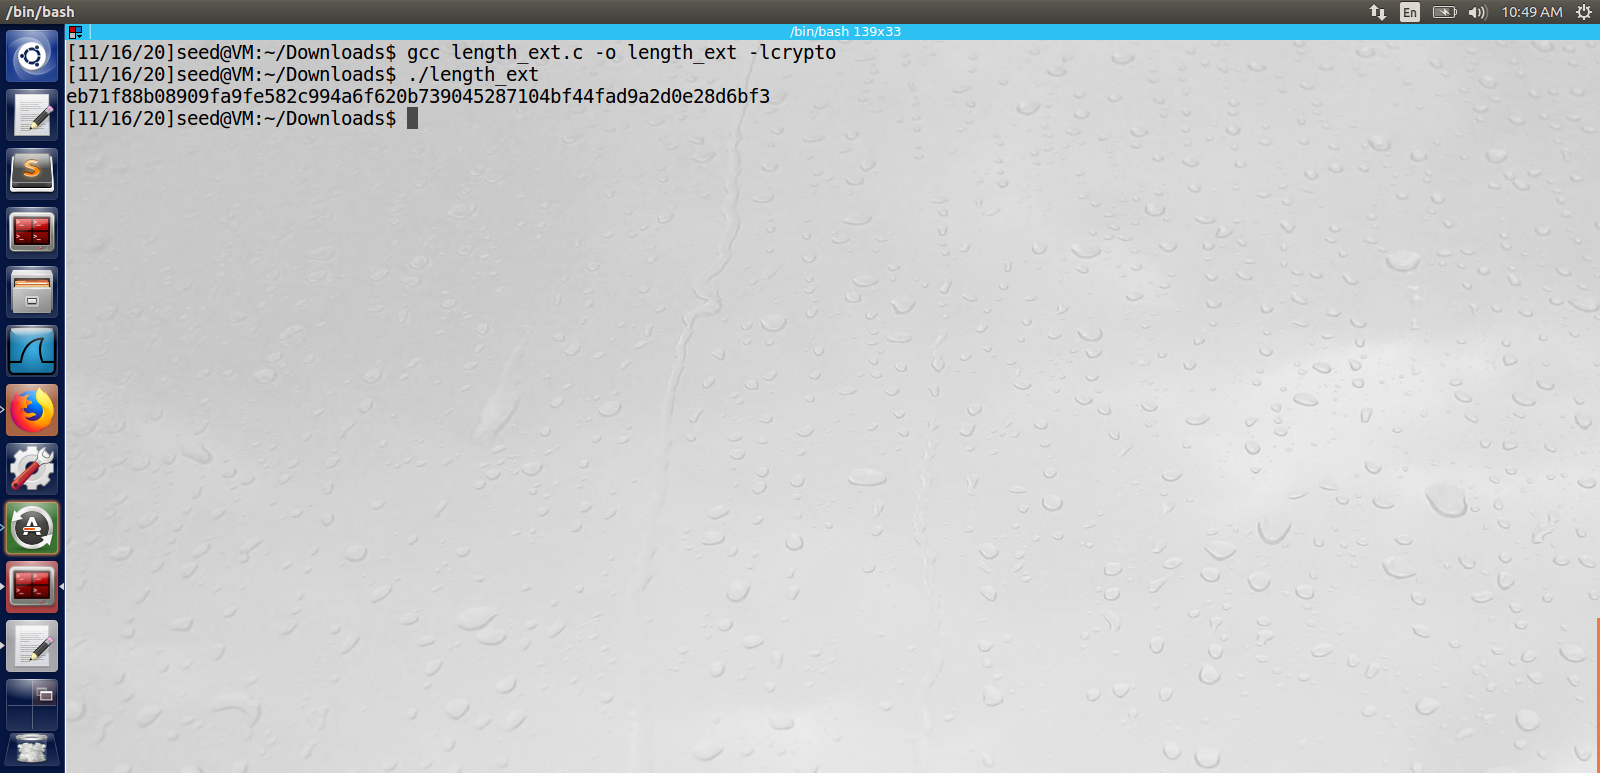 /bin/bash
En
10:49 AM
/bin/bash 139x33
[11/16/20]seed@VM:~/Downloads$ gcc length_ext.c -o length_ext -lcrypto
[11/16/20]seed@VM:~/Downloads$ ./length_ext
eb71f88b08909fa9fe582c994a6f620b739045287104bf44fad9a2d0e28d6bf3
[11/16/20]seed@VM:~/Downloads$